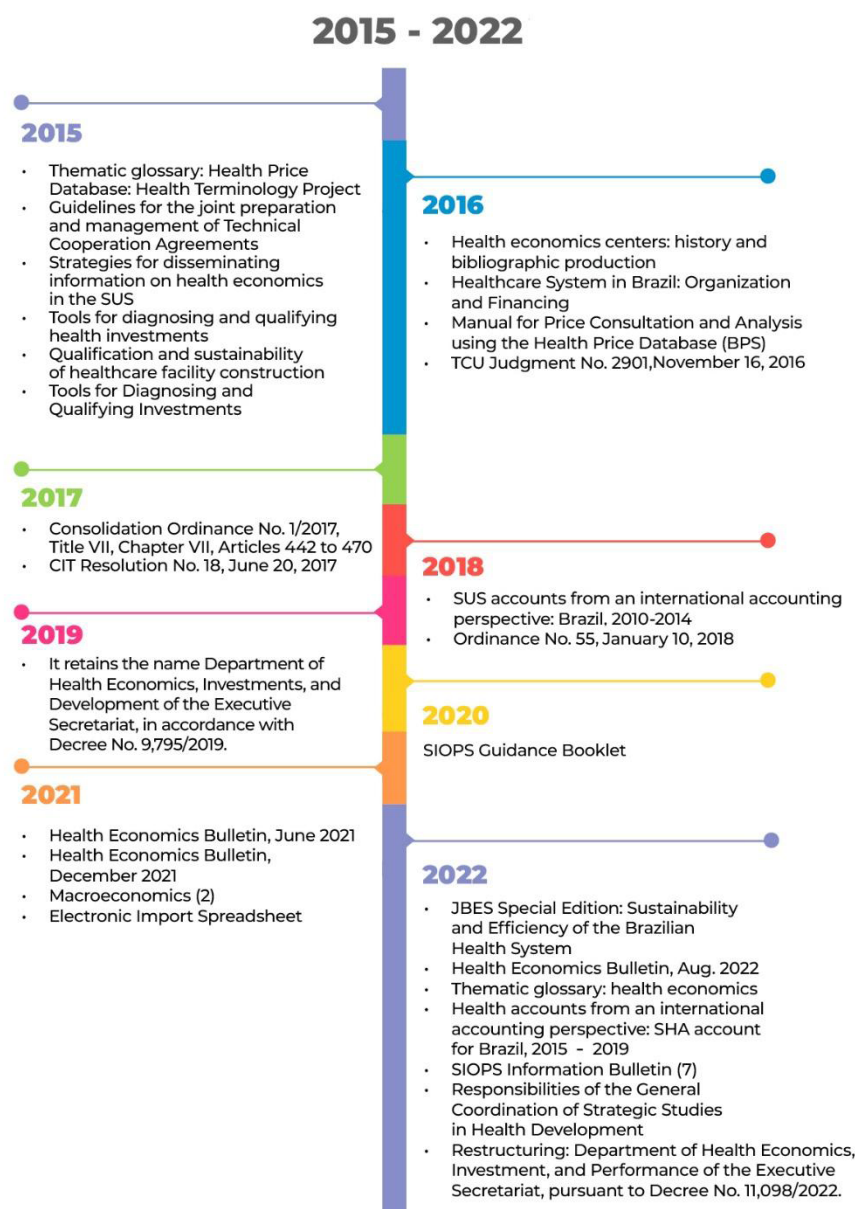 2015 - 2022
2015
· Thematic glossary: Health Price
Database: Health Terminology Project
· Guidelines for the joint preparation
and management of Technical
Cooperation Agreements
· Strategies for disseminating
information on health economics
in the SUS
· Tools for diagnosing and qualifying
health investments
· Qualification and sustainability
of healthcare facility construction
· Tools for Diagnosing and
Qualifying Investments
2016
· Health economics centers: history and
bibliographic production
· Healthcare System in Brazil: Organization
and Financing
· Manual for Price Consultation and Analysis
using the Health Price Database (BPS)
· TCU Judgment No. 2901,November 16, 2016
2017
· Consolidation Ordinance No. 1/2017,
Title VII, Chapter VII, Articles 442 to 470
· CIT Resolution No. 18, June 20, 2017
2018
· SUS accounts from an international accounting
perspective: Brazil, 2010-2014
· Ordinance No. 55, January 10, 2018
2019
· It retains the name Department of
Health Economics, Investments, and
Development of the Executive
Secretariat, in accordance with
Decree No. 9,795/2019.
2020
SIOPS Guidance Booklet
2021
· Health Economics Bulletin, June 2021
· Health Economics Bulletin,
December 2021
· Macroeconomics (2)
· Electronic Import Spreadsheet
2022
· JBES Special Edition: Sustainability
and Efficiency of the Brazilian
Health System
· Health Economics Bulletin, Aug. 2022
· Thematic glossary: health economics
· Health accounts from an international
accounting perspective: SHA account
for Brazil, 2015 - 2019
· SIOPS Information Bulletin (7)
· Responsibilities of the General
Coordination of Strategic Studies
in Health Development
· Restructuring: Department of Health Economics,
Investment, and Performance of the Executive
Secretariat, pursuant to Decree No. 11,098/2022.